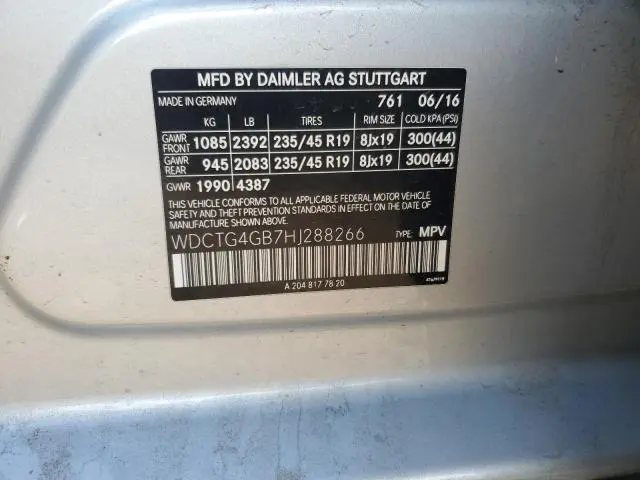 MFD BY DAIMLER AG STUTTGART
MADE IN GERMANY 761 06/16
KG LB TIRES RIM SIZE COLD KPA(PSI)
GAWR FRONT 1085 2392 235/45 R19 8Jx19 300(44)
GAWR REAR 945 2083 235/45 R19 8Jx19 300(44)
GVWR 1990 4387
THIS VEHICLE CONFORMS TO ALL APPLICABLE FEDERAL MOTOR VEHICLE
SAFETY STANDARDS IN EFFECT ON THE DATE OF MANUFACTURE SHOWN ABOVE.
WDCTG4GB7HJ288266 TYPE: MPV
A 204 817 78 20